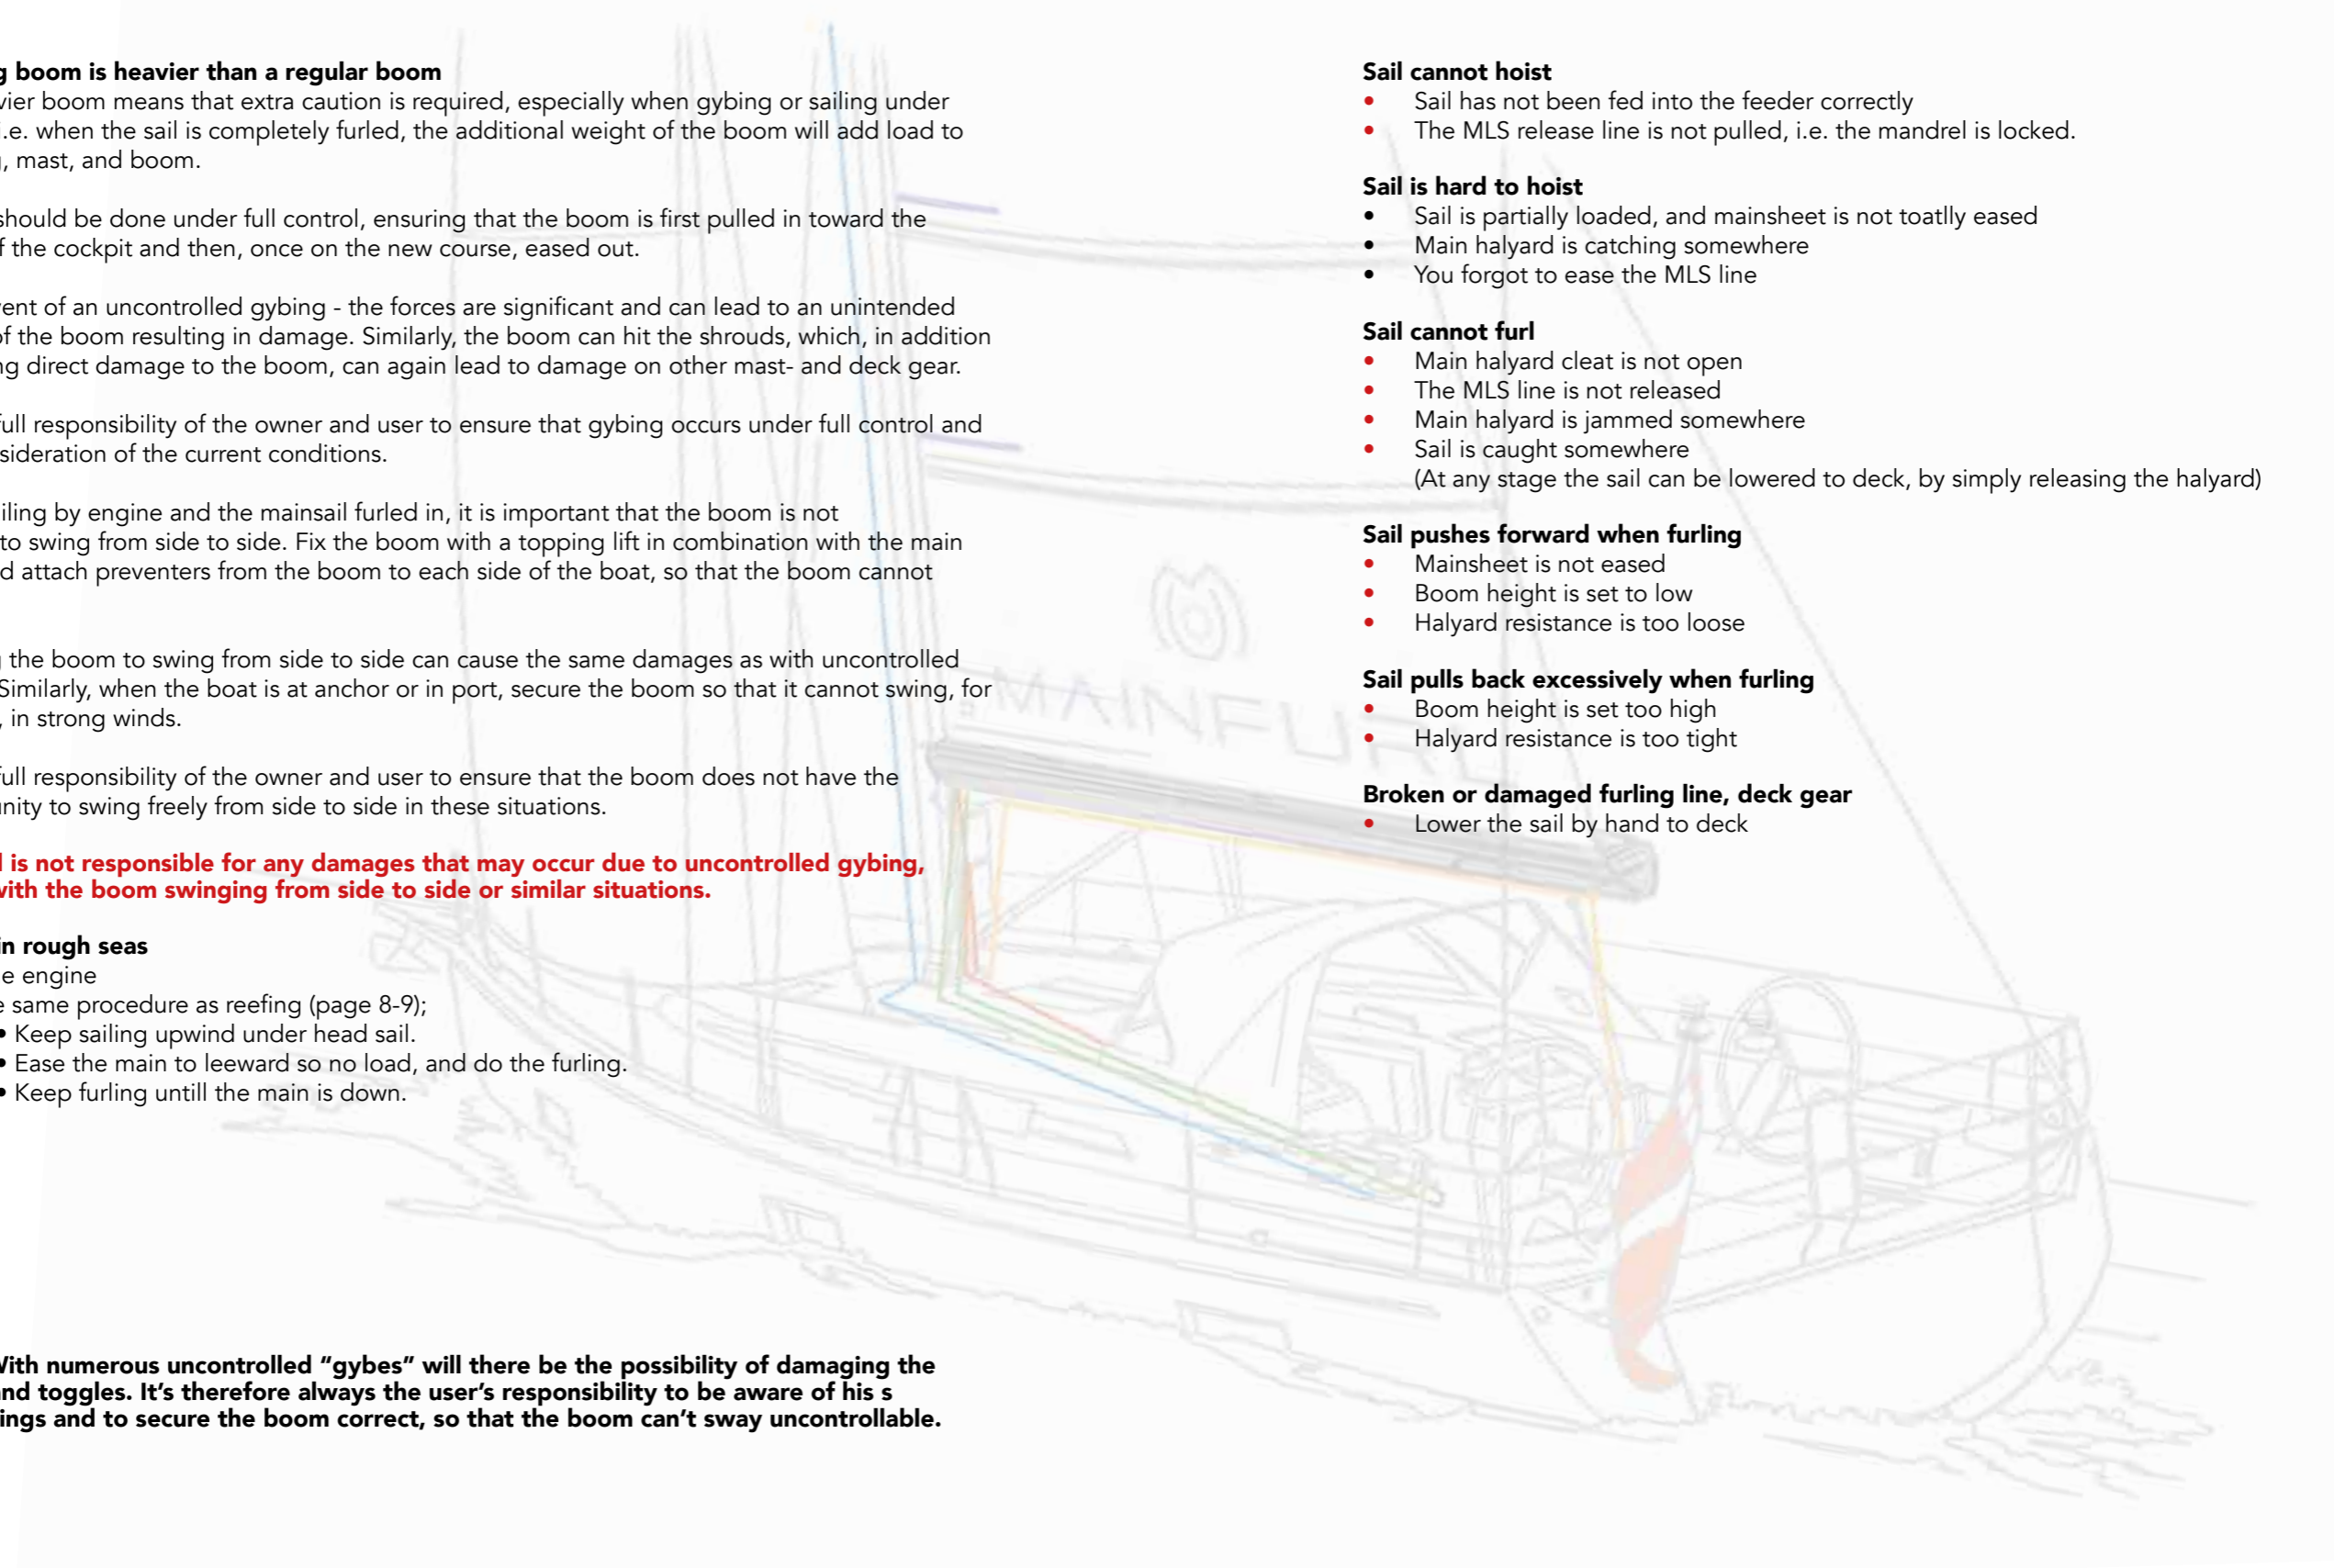 g boom is heavier than a regular boom
vier boom means that extra caution is required, especially when gybing or sailing under
i.e. when the sail is completely furled, the additional weight of the boom will add load to
, mast, and boom.
should be done under full control, ensuring that the boom is first pulled in toward the
f the cockpit and then, once on the new course, eased out.
ent of an uncontrolled gybing - the forces are significant and can lead to an unintended
of the boom resulting in damage. Similarly, the boom can hit the shrouds, which, in addition
ng direct damage to the boom, can again lead to damage on other mast- and deck gear.
full responsibility of the owner and user to ensure that gybing occurs under full control and
sideration of the current conditions.
iling by engine and the mainsail furled in, it is important that the boom is not
to swing from side to side. Fix the boom with a topping lift in combination with the main
d attach preventers from the boom to each side of the boat, so that the boom cannot
g the boom to swing from side to side can cause the same damages as with uncontrolled
Similarly, when the boat is at anchor or in port, secure the boom so that it cannot swing, for
, in strong winds.
full responsibility of the owner and user to ensure that the boom does not have the
unity to swing freely from side to side in these situations.
l is not responsible for any damages that may occur due to uncontrolled gybing,
with the boom swinging from side to side or similar situations.
in rough seas
e engine
e same procedure as reefing (page 8-9);
• Keep sailing upwind under head sail.
• Ease the main to leeward so no load, and do the furling.
• Keep furling untill the main is down.
With numerous uncontrolled “gybes” will there be the possibility of damaging the
nd toggles. It’s therefore always the user’s responsibility to be aware of his s
ings and to secure the boom correct, so that the boom can’t sway uncontrollable.
Sail cannot hoist
• Sail has not been fed into the feeder correctly
• The MLS release line is not pulled, i.e. the mandrel is locked.
Sail is hard to hoist
• Sail is partially loaded, and mainsheet is not toatlly eased
• Main halyard is catching somewhere
• You forgot to ease the MLS line
Sail cannot furl
• Main halyard cleat is not open
• The MLS line is not released
• Main halyard is jammed somewhere
• Sail is caught somewhere
(At any stage the sail can be lowered to deck, by simply releasing the halyard)
Sail pushes forward when furling
• Mainsheet is not eased
• Boom height is set to low
• Halyard resistance is too loose
Sail pulls back excessively when furling
• Boom height is set too high
• Halyard resistance is too tight
Broken or damaged furling line, deck gear
• Lower the sail by hand to deck
MAINFURL